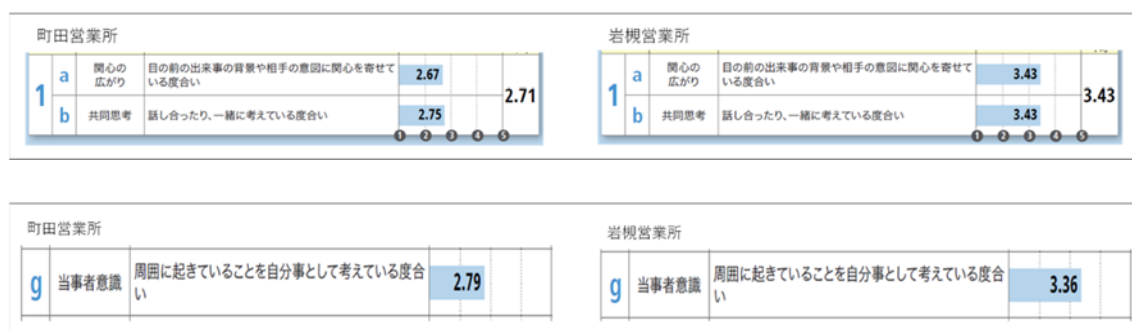 町田営業所
1
a
関心の
広がり
目の前の出来事の背景や相手の意図に関心を寄せて
いる度合い
2.67
2.71
b
共同思考
話し合ったり、一緒に考えている度合い
2.75
1 2 3 4 5
岩槻営業所
1
a
関心の
広がり
目の前の出来事の背景や相手の意図に関心を寄せて
いる度合い
3.43
3.43
b
共同思考
話し合ったり、一緒に考えている度合い
3.43
1 2 3 4 5
町田営業所
g
当事者意識
周囲に起きていることを自分事として考えている度合
い
2.79
岩槻営業所
g
当事者意識
周囲に起きていることを自分事として考えている度合
い
3.36